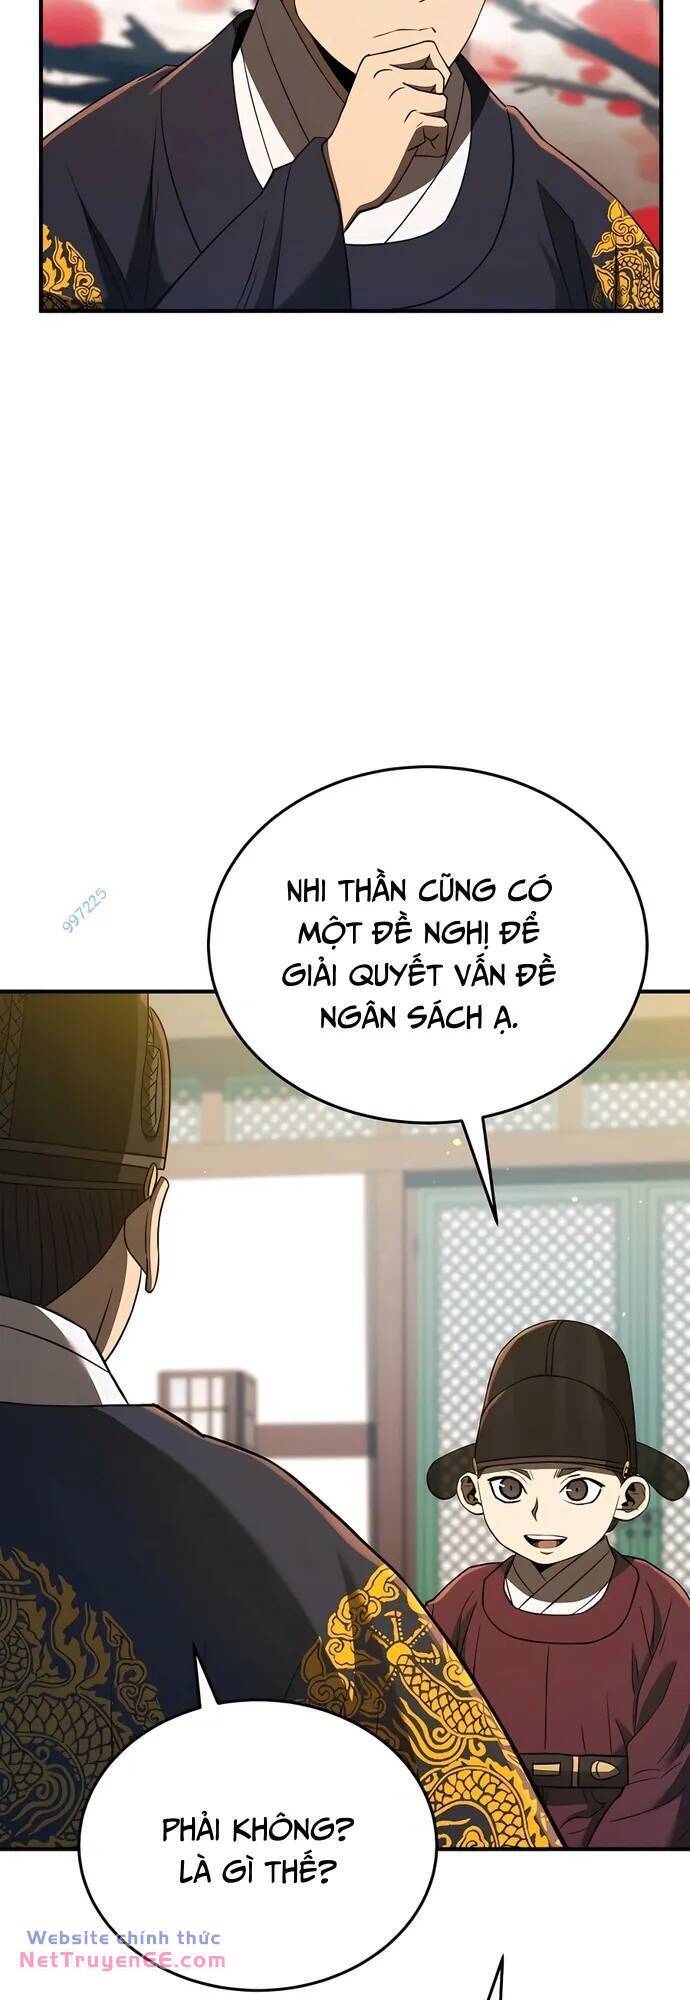 997225
NHI THẦN CŨNG CÓ
MỘT ĐỀ NGHỊ ĐỂ
GIẢI QUYẾT VẤN ĐỀ
NGÂN SÁCH Ạ.
PHẢI KHÔNG?
LÀ GÌ THẾ?
Website chính thức
NetTruyenGE.com